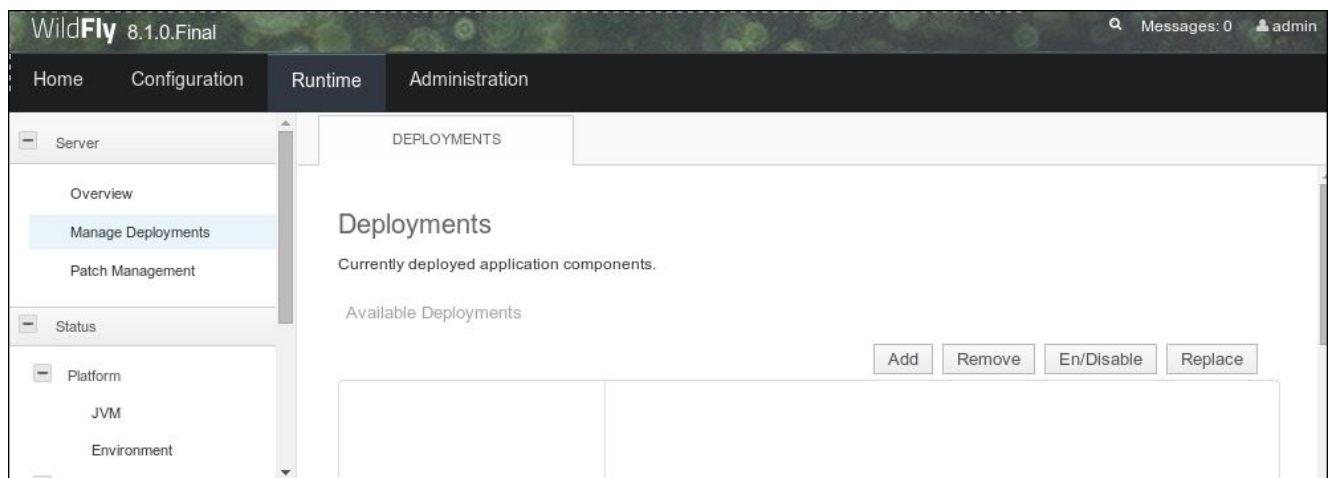 WildFly 8.1.0.Final Messages: 0 admin
Home Configuration Runtime Administration
Server
Overview
Manage Deployments
Patch Management
Status
Platform
JVM
Environment
DEPLOYMENTS
Deployments
Currently deployed application components.
Available Deployments
Add Remove En/Disable Replace